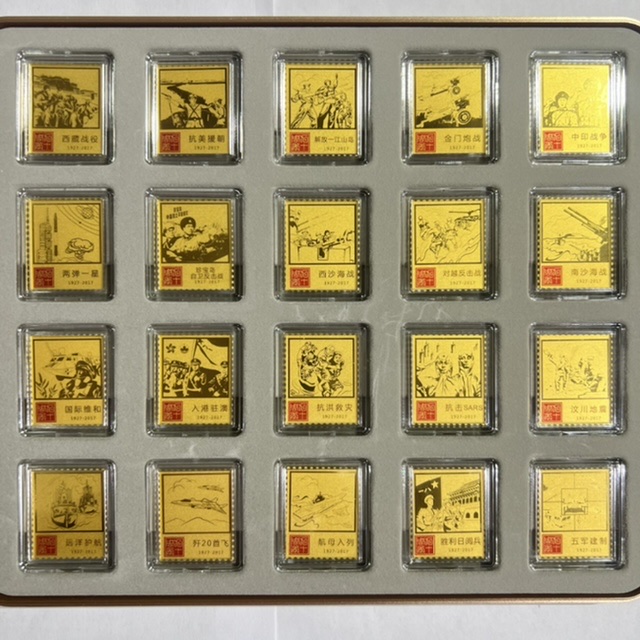 西藏战役
1927-2017
抗美援朝
1927-2017
解放一江山岛
1927-2017
金门炮战
1927-2017
中印战争
1927-2017
两弹一星
1927-2017
珍宝岛
自卫反击战
1927-2017
西沙海战
1927-2017
对越反击战
1927-2017
南沙海战
1927-2017
国际维和
1927-2017
入港驻澳
1927-2017
抗洪救灾
1927-2017
抗击SARS
1927-2017
汶川地震
1927-2017
远洋护航
1927-2017
歼20首飞
1927-2017
航母入列
1927-2017
胜利日阅兵
1927-2017
五军建制
1927-2017